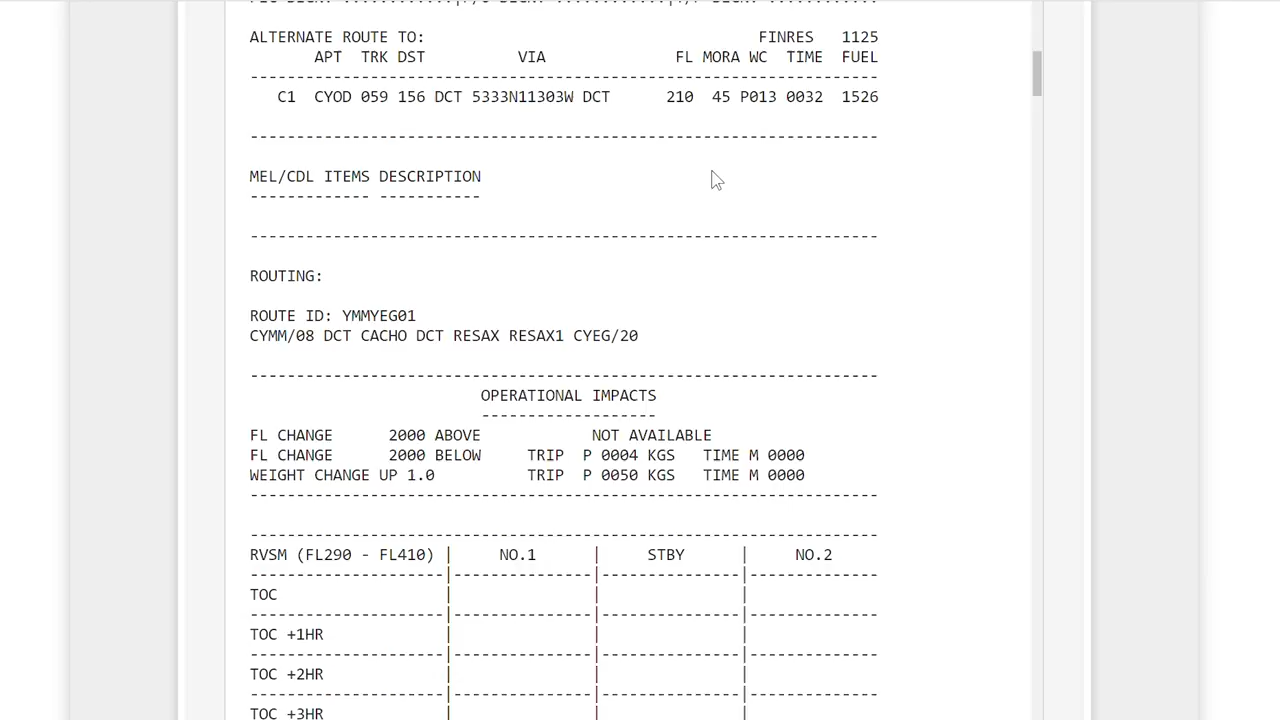 ALTERNATE ROUTE TO: FINRES 1125
APT TRK DST VIA FL MORA WC TIME FUEL
--------------------------------------------------------------------
C1 CYOD 059 156 DCT 5333N11303W DCT 210 45 P013 0032 1526
--------------------------------------------------------------------
MEL/CDL ITEMS DESCRIPTION
------------- -----------
--------------------------------------------------------------------
ROUTING:
ROUTE ID: YMMYEG01
CYMM/08 DCT CACHO DCT RESAX RESAX1 CYEG/20
--------------------------------------------------------------------
OPERATIONAL IMPACTS
-------------------
FL CHANGE 2000 ABOVE NOT AVAILABLE
FL CHANGE 2000 BELOW TRIP P 0004 KGS TIME M 0000
WEIGHT CHANGE UP 1.0 TRIP P 0050 KGS TIME M 0000
--------------------------------------------------------------------
--------------------------------------------------------------------
RVSM (FL290 - FL410) | NO.1 | STBY | NO.2
---------------------|---------------|---------------|--------------
TOC | | |
---------------------|---------------|---------------|--------------
TOC +1HR | | |
---------------------|---------------|---------------|--------------
TOC +2HR | | |
---------------------|---------------|---------------|--------------
TOC +3HR | | |